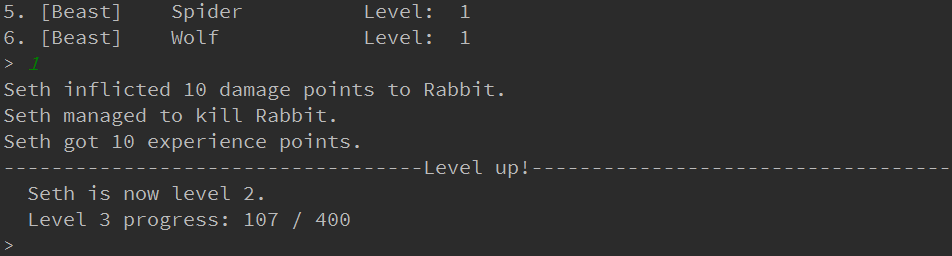 5. [Beast]    Spider          Level:  1
6. [Beast]    Wolf            Level:  1
> 1
Seth inflicted 10 damage points to Rabbit.
Seth managed to kill Rabbit.
Seth got 10 experience points.
-----------------------------------Level up!-----------------------------------
  Seth is now level 2.
  Level 3 progress: 107 / 400
>